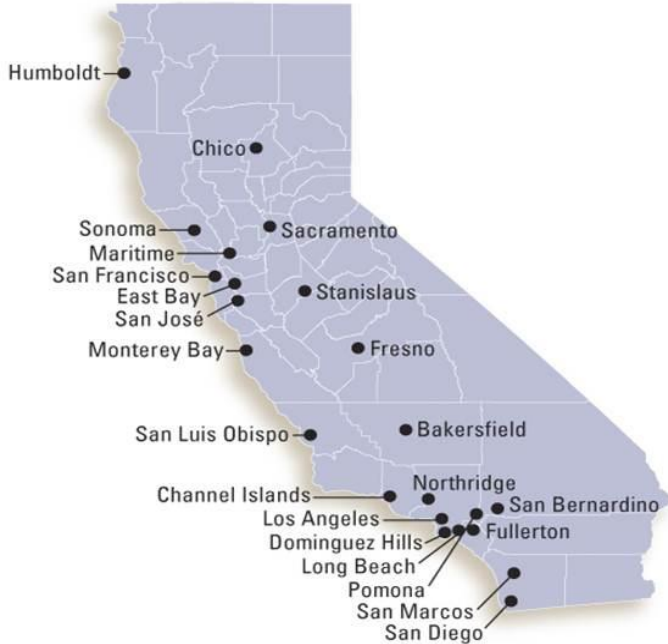 Humboldt
Chico
Sonoma
Sacramento
Maritime
San Francisco
East Bay
Stanislaus
San José
Monterey Bay
Fresno
San Luis Obispo
Bakersfield
Channel Islands
Northridge
San Bernardino
Los Angeles
Fullerton
Dominguez Hills
Long Beach
Pomona
San Marcos
San Diego